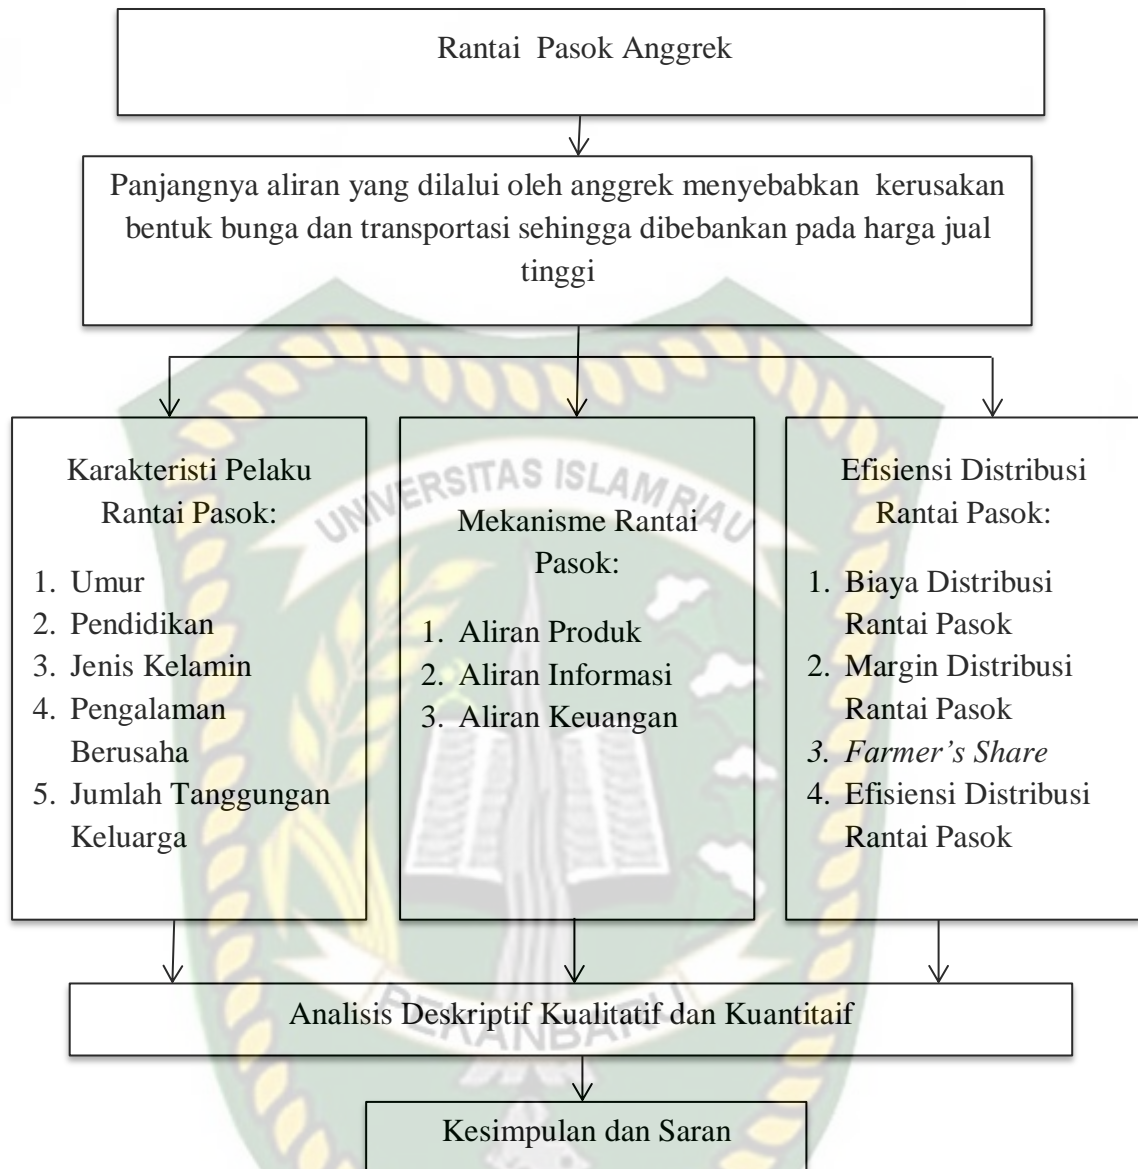 Rantai Pasok Anggrek
Panjangnya aliran yang dilalui oleh anggrek menyebabkan kerusakan
bentuk bunga dan transportasi sehingga dibebankan pada harga jual
tinggi
Karakteristi Pelaku
Rantai Pasok:
1. Umur
2. Pendidikan
3. Jenis Kelamin
4. Pengalaman
Berusaha
5. Jumlah Tanggungan
Keluarga
Mekanisme Rantai
Pasok:
1. Aliran Produk
2. Aliran Informasi
3. Aliran Keuangan
Efisiensi Distribusi
Rantai Pasok:
1. Biaya Distribusi
Rantai Pasok
2. Margin Distribusi
Rantai Pasok
3. Farmer’s Share
4. Efisiensi Distribusi
Rantai Pasok
Analisis Deskriptif Kualitatif dan Kuantitaif
Kesimpulan dan Saran
UNIVERSITAS ISLAM RIAU
PEKANBARU